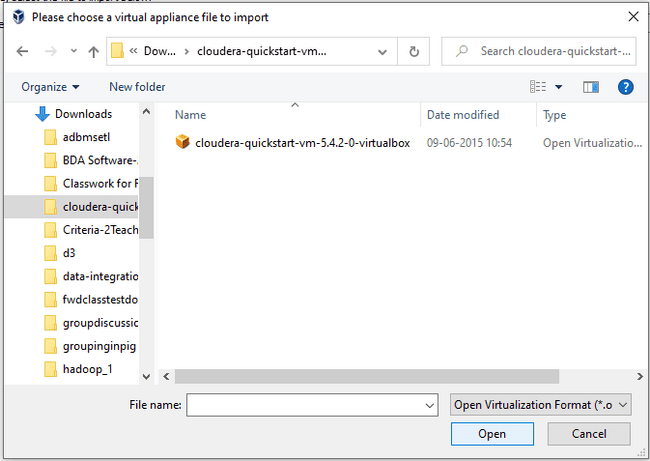 Please choose a virtual appliance file to import
« Dow... > cloudera-quickstart-vm...
Search cloudera-quickstart-...
Organize
New folder
Downloads
adbmsetl
BDA Software-
Classwork for F
cloudera-quick
Criteria-2Teach
d3
data-integratio
fwdclasstestdo
groupdiscussic
groupinginpig
hadoop_1
Name
Date modified
Type
cloudera-quickstart-vm-5.4.2-0-virtualbox
09-06-2015 10:54
Open Virtualizatio...
File name:
Open Virtualization Format (*.o
Open
Cancel